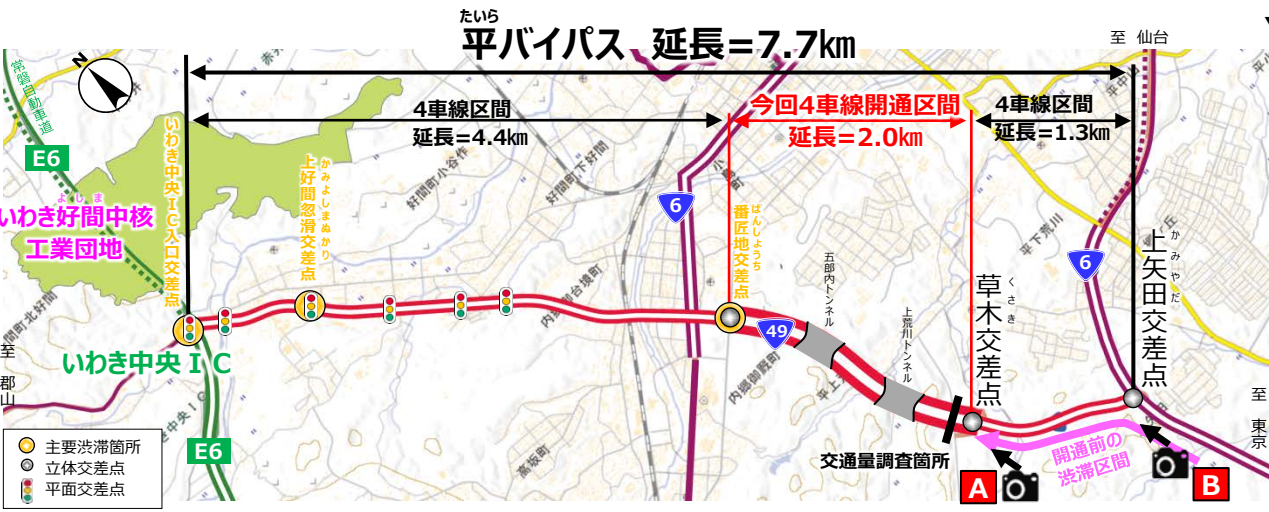 たいら
平バイパス 延長=7.7km
至 仙台
N
常磐自動車道
E6
4車線区間
延長=4.4km
今回4車線開通区間
延長=2.0km
4車線区間
延長=1.3km
いわき中央IC入口交差点
かみよしまぬかり
上好間忽滑交差点
好間町小谷作
好間町下好間
6
ばんしょうち
番匠地交差点
平下荒川
6
かみやだ
上矢田交差点
よしま
いわき好間中核
工業団地
間町北好間
至 郡山
いわき中央IC
E6
内郷御台境町
49
内郷御厩町
五郎内トンネル
上荒川トンネル
くさき
草木交差点
至 東京
高坂町
交通量調査箇所
開通前の
渋滞区間
A
B
主要渋滞箇所
立体交差点
平面交差点